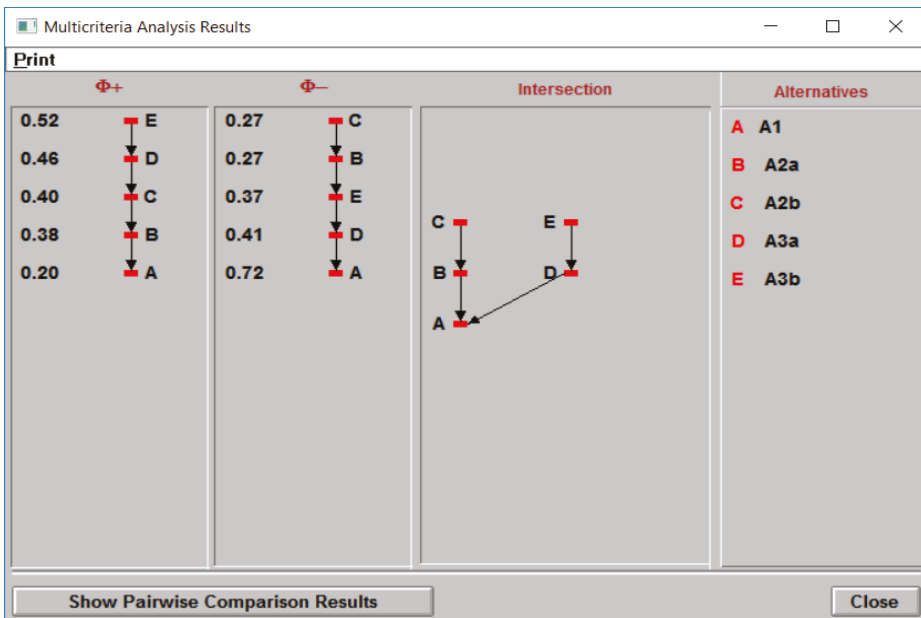 Multicriteria Analysis Results
Print
Φ+ Φ– Intersection Alternatives
0.52 E 0.27 C A A1
0.46 D 0.27 B B A2a
0.40 C 0.37 E C A2b
0.38 B 0.41 D C E D A3a
0.20 A 0.72 A B D E A3b
A
Show Pairwise Comparison Results Close